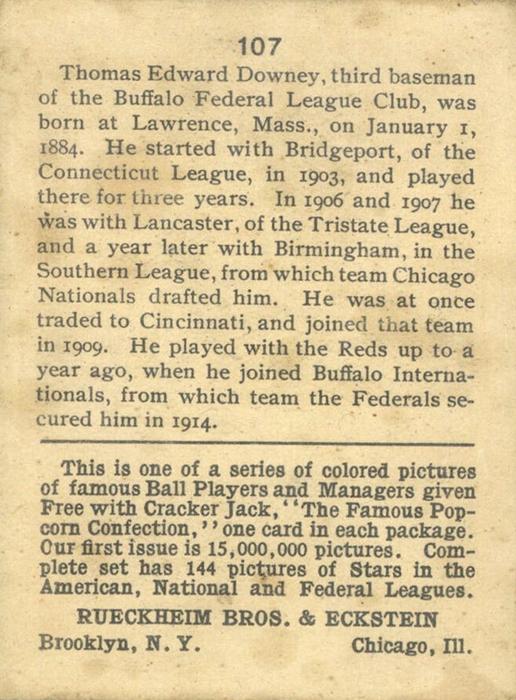 107
Thomas Edward Downey, third baseman
of the Buffalo Federal League Club, was
born at Lawrence, Mass., on January 1,
1884. He started with Bridgeport, of the
Connecticut League, in 1903, and played
there for three years. In 1906 and 1907 he
was with Lancaster, of the Tristate League,
and a year later with Birmingham, in the
Southern League, from which team Chicago
Nationals drafted him. He was at once
traded to Cincinnati, and joined that team
in 1909. He played with the Reds up to a
year ago, when he joined Buffalo Interna-
tionals, from which team the Federals se-
cured him in 1914.
This is one of a series of colored pictures
of famous Ball Players and Managers given
Free with Cracker Jack, "The Famous Pop-
corn Confection," one card in each package.
Our first issue is 15,000,000 pictures. Com-
plete set has 144 pictures of Stars in the
American, National and Federal Leagues.
RUECKHEIM BROS. & ECKSTEIN
Brooklyn, N. Y. Chicago, Ill.